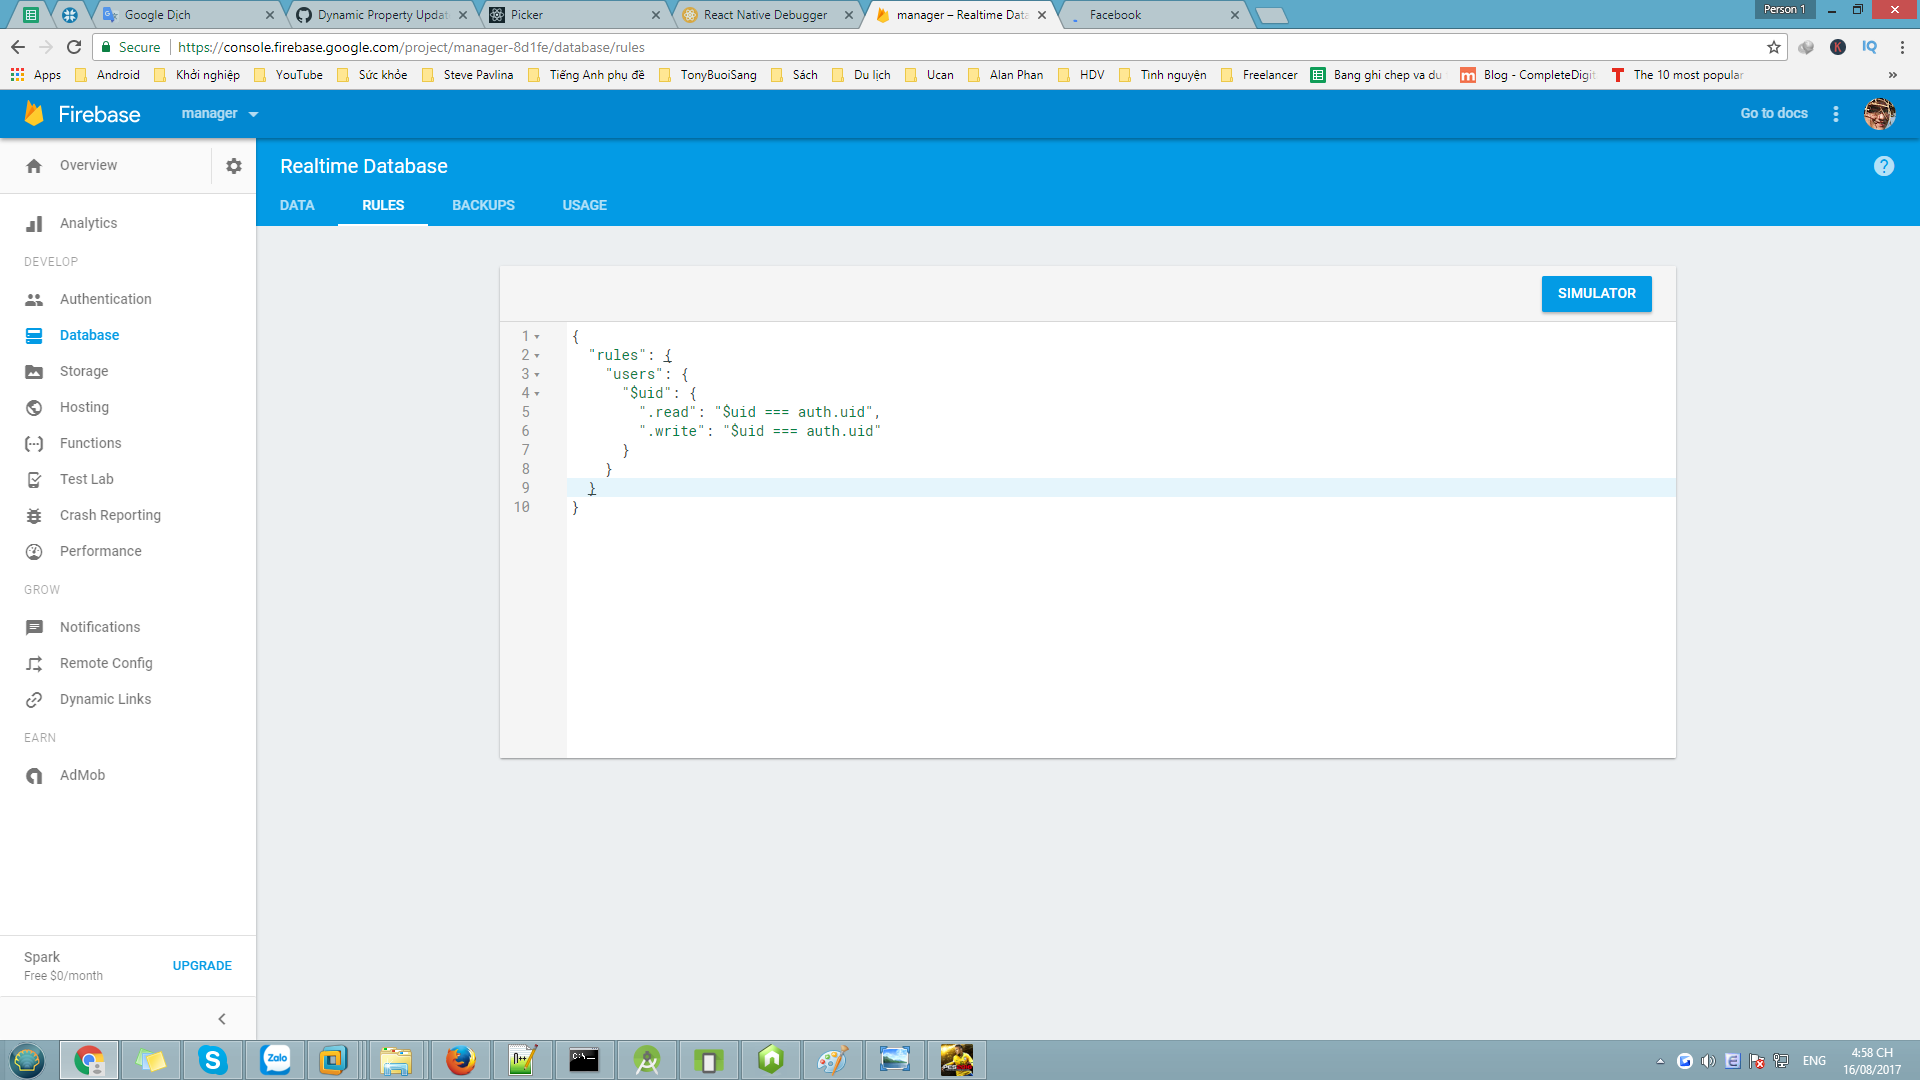 Google Dịch
Dynamic Property Updat
Picker
React Native Debugger
manager – Realtime Data
Facebook
Person 1
Secure
https://console.firebase.google.com/project/manager-8d1fe/database/rules
K
IQ
Apps
Android
Khởi nghiệp
YouTube
Sức khỏe
Steve Pavlina
Tiếng Anh phụ đề
TonyBuoiSang
Sách
Du lịch
Ucan
Alan Phan
HDV
Tình nguyện
Freelancer
Bang ghi chep va du
Blog - CompleteDigit
The 10 most popular
»
Firebase
manager
Go to docs
Overview
Realtime Database
?
DATA
RULES
BACKUPS
USAGE
Analytics
DEVELOP
Authentication
Database
Storage
Hosting
Functions
Test Lab
Crash Reporting
Performance
GROW
Notifications
Remote Config
Dynamic Links
EARN
AdMob
SIMULATOR
1 {
2 "rules": {
3 "users": {
4 "$uid": {
5 ".read": "$uid === auth.uid",
6 ".write": "$uid === auth.uid"
7 }
8 }
9 }
10 }
Spark
Free $0/month
UPGRADE
Zalo
ENG
4:58 CH
16/08/2017